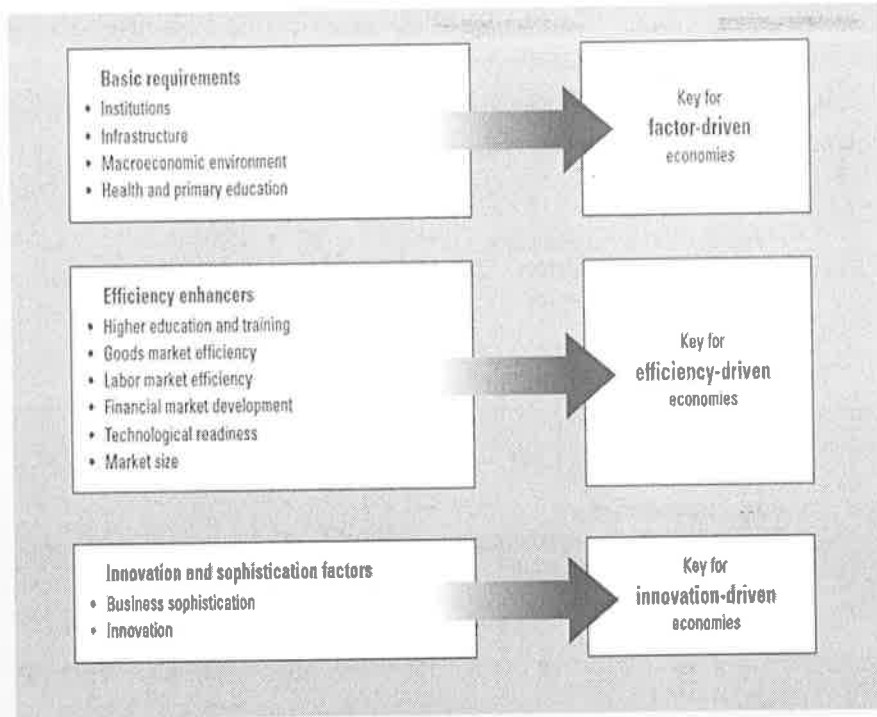 Basic requirements
• Institutions
• Infrastructure
• Macroeconomic environment
• Health and primary education
Key for
factor-driven
economies
Efficiency enhancers
• Higher education and training
• Goods market efficiency
• Labor market efficiency
• Financial market development
• Technological readiness
• Market size
Key for
efficiency-driven
economies
Innovation and sophistication factors
• Business sophistication
• Innovation
Key for
innovation-driven
economies